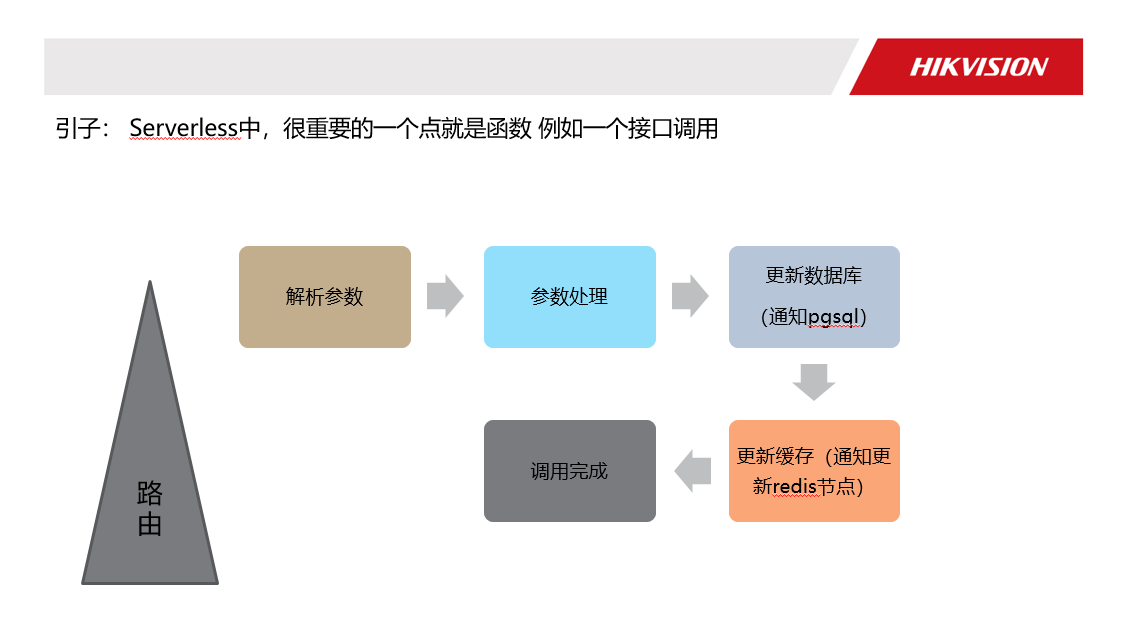 HIKVISION
引子： Serverless中，很重要的一个点就是函数 例如一个接口调用
解析参数
参数处理
更新数据库
（通知pgsql）
更新缓存（通知更
新redis节点）
调用完成
路
由